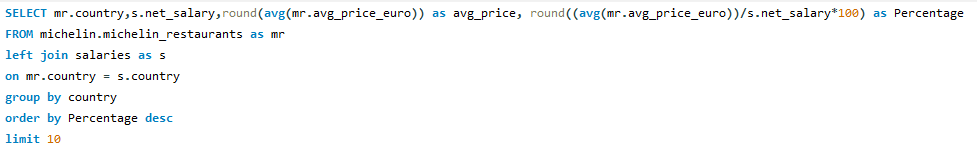 SELECT mr.country,s.net_salary,round(avg(mr.avg_price_euro)) as avg_price, round((avg(mr.avg_price_euro))/s.net_salary*100) as Percentage
FROM michelin.michelin_restaurants as mr
left join salaries as s
on mr.country = s.country
group by country
order by Percentage desc
limit 10